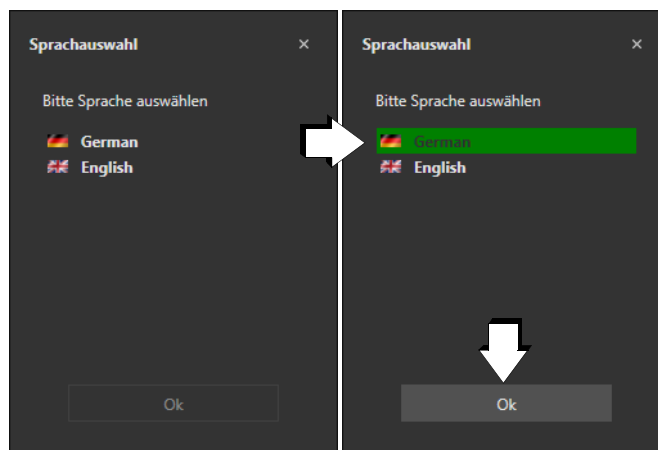 Sprachauswahl ×
Bitte Sprache auswählen
German
English
Ok
Sprachauswahl ×
Bitte Sprache auswählen
German
English
Ok